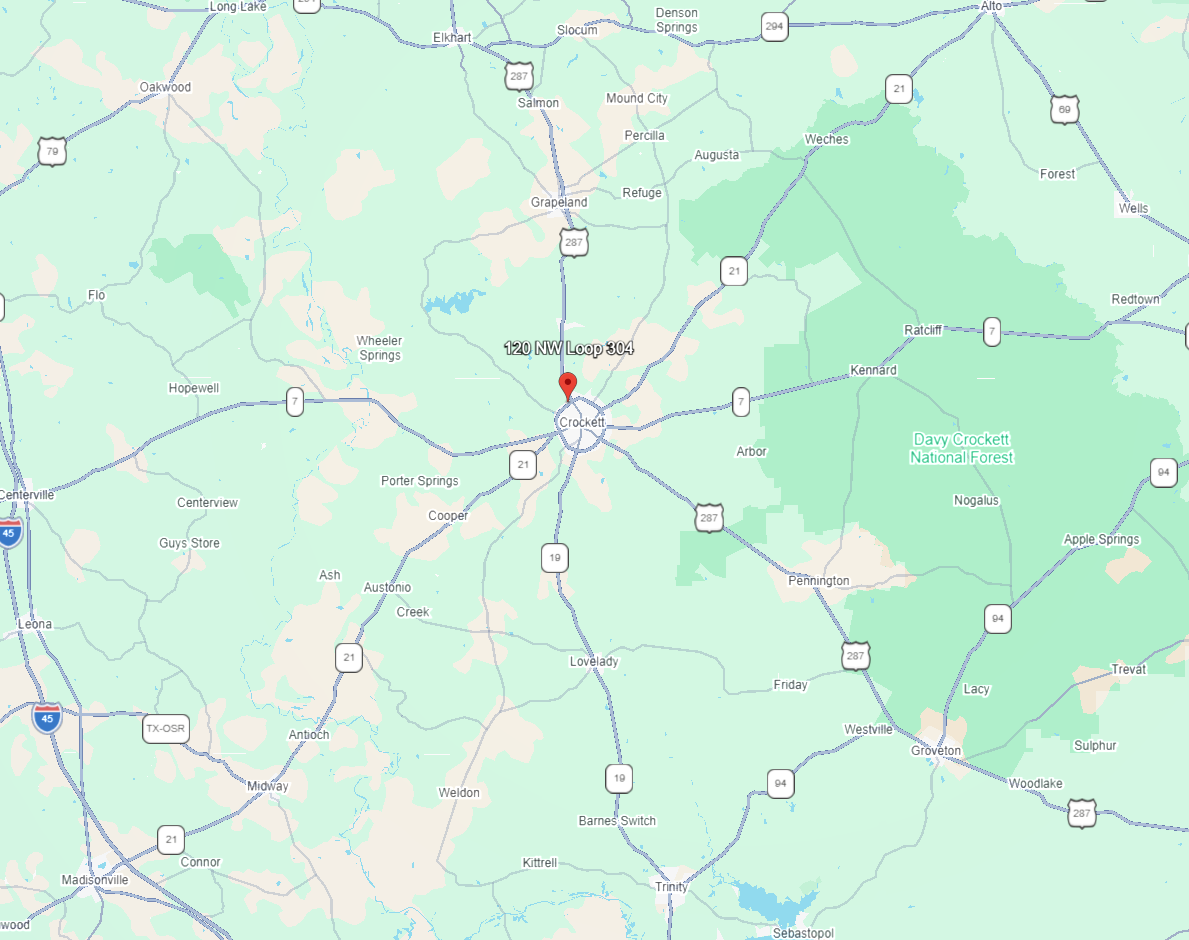 Long Lake
Alto
Denson
Springs
294
Slocum
Elkhart
287
Oakwood
21
Salmon
Mound City
69
Percilla
Weches
79
Augusta
Forest
Refuge
Grapeland
Wells
287
21
Flo
Redtown
Ratcliff
7
Wheeler
Springs
120 NW Loop 304
Kennard
Hopewell
7
7
Crockett
Davy Crockett
National Forest
Arbor
21
94
Porter Springs
Centerville
Centerview
Nogalus
Cooper
287
45
Guys Store
Apple Springs
19
Ash
Pennington
Austonio
Creek
94
Leona
21
Lovelady
287
Trevat
Friday
Lacy
45
TX-OSR
Antioch
Westville
Sulphur
Groveton
19
94
Midway
Woodlake
Weldon
287
Barnes Switch
21
Connor
Kittrell
Madisonville
Trinity
wood
Sebastopol